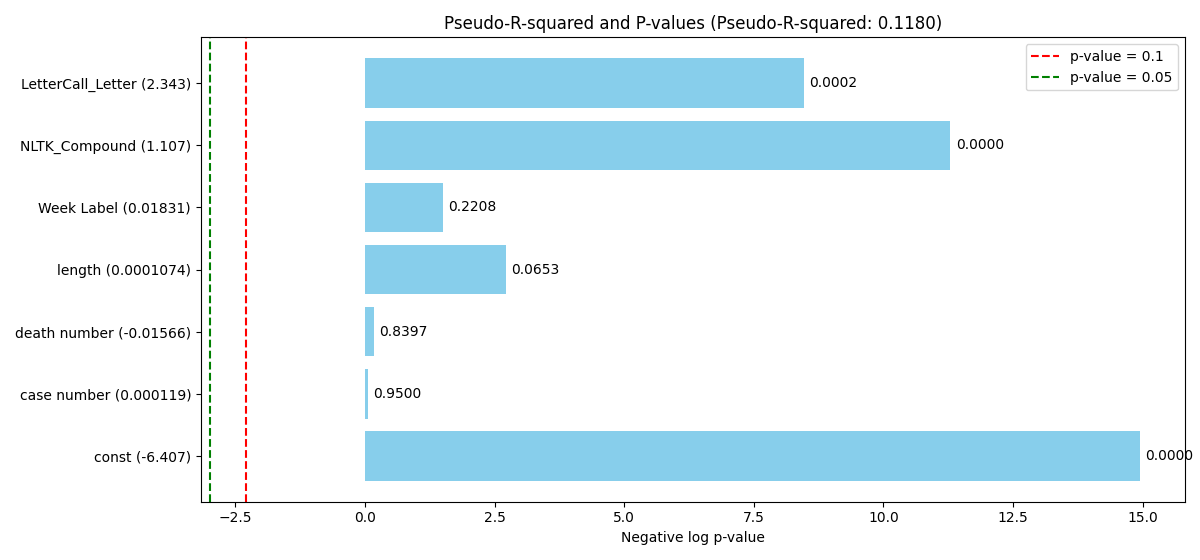 Pseudo-R-squared and P-values (Pseudo-R-squared: 0.1180)
p-value = 0.1
p-value = 0.05
LetterCall_Letter (2.343)
0.0002
NLTK_Compound (1.107)
0.0000
Week Label (0.01831)
0.2208
length (0.0001074)
0.0653
death number (-0.01566)
0.8397
case number (0.000119)
0.9500
const (-6.407)
0.0000
−2.5 0.0 2.5 5.0 7.5 10.0 12.5 15.0
Negative log p-value